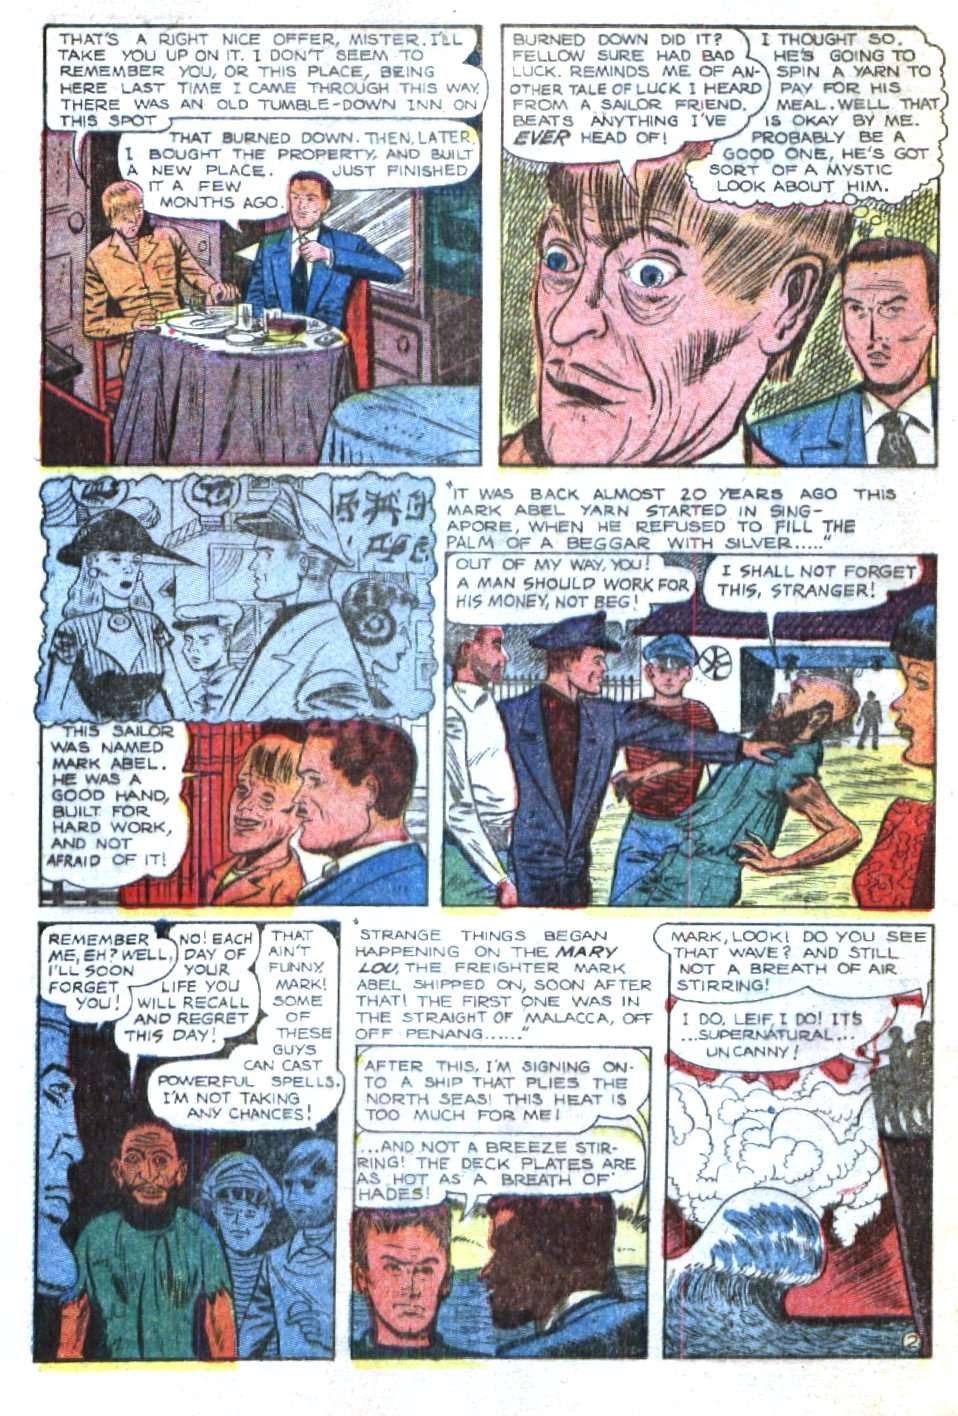 THAT'S A RIGHT NICE OFFER, MISTER. I'LL
TAKE YOU UP ON IT. I DON'T SEEM TO
REMEMBER YOU, OR THIS PLACE, BEING
HERE LAST TIME I CAME THROUGH THIS WAY.
THERE WAS AN OLD TUMBLE-DOWN INN ON
THIS SPOT
THAT BURNED DOWN. THEN, LATER,
I BOUGHT THE PROPERTY, AND BUILT
A NEW PLACE. JUST FINISHED
IT A FEW
MONTHS AGO.
BURNED DOWN DID IT?
FELLOW SURE HAD BAD
LUCK. REMINDS ME OF AN-
OTHER TALE OF LUCK I HEARD
FROM A SAILOR FRIEND.
BEATS ANYTHING I'VE
EVER HEAD OF!
I THOUGHT SO.
HE'S GOING TO
SPIN A YARN TO
PAY FOR HIS
MEAL. WELL THAT
IS OKAY BY ME.
PROBABLY BE A
GOOD ONE, HE'S GOT
SORT OF A MYSTIC
LOOK ABOUT HIM.
THIS SAILOR
WAS NAMED
MARK ABEL.
HE WAS A
GOOD HAND,
BUILT FOR
HARD WORK,
AND NOT
AFRAID OF IT!
"IT WAS BACK ALMOST 20 YEARS AGO THIS
MARK ABEL YARN STARTED IN SING-
APORE, WHEN HE REFUSED TO FILL THE
PALM OF A BEGGAR WITH SILVER....."
OUT OF MY WAY, YOU!
A MAN SHOULD WORK FOR
HIS MONEY, NOT BEG!
I SHALL NOT FORGET
THIS, STRANGER!
REMEMBER
ME, EH? WELL,
I'LL SOON
FORGET
YOU!
NO! EACH
DAY OF
YOUR
LIFE YOU
WILL RECALL
AND REGRET
THIS DAY!
THAT
AIN'T
FUNNY,
MARK!
SOME
OF
THESE
GUYS
CAN CAST
POWERFUL SPELLS.
I'M NOT TAKING
ANY CHANCES!
"STRANGE THINGS BEGAN
HAPPENING ON THE MARY
LOU, THE FREIGHTER MARK
ABEL SHIPPED ON, SOON AFTER
THAT! THE FIRST ONE WAS IN
THE STRAIGHT OF MALACCA, OFF
OFF PENANG......"
AFTER THIS, I'M SIGNING ON-
TO A SHIP THAT PLIES THE
NORTH SEAS! THIS HEAT IS
TOO MUCH FOR ME!
...AND NOT A BREEZE STIR-
RING! THE DECK PLATES ARE
AS HOT AS A BREATH OF
HADES!
MARK, LOOK! DO YOU SEE
THAT WAVE? AND STILL
NOT A BREATH OF AIR
STIRRING!
I DO, LEIF, I DO! IT'S
...SUPERNATURAL...
UNCANNY!
2